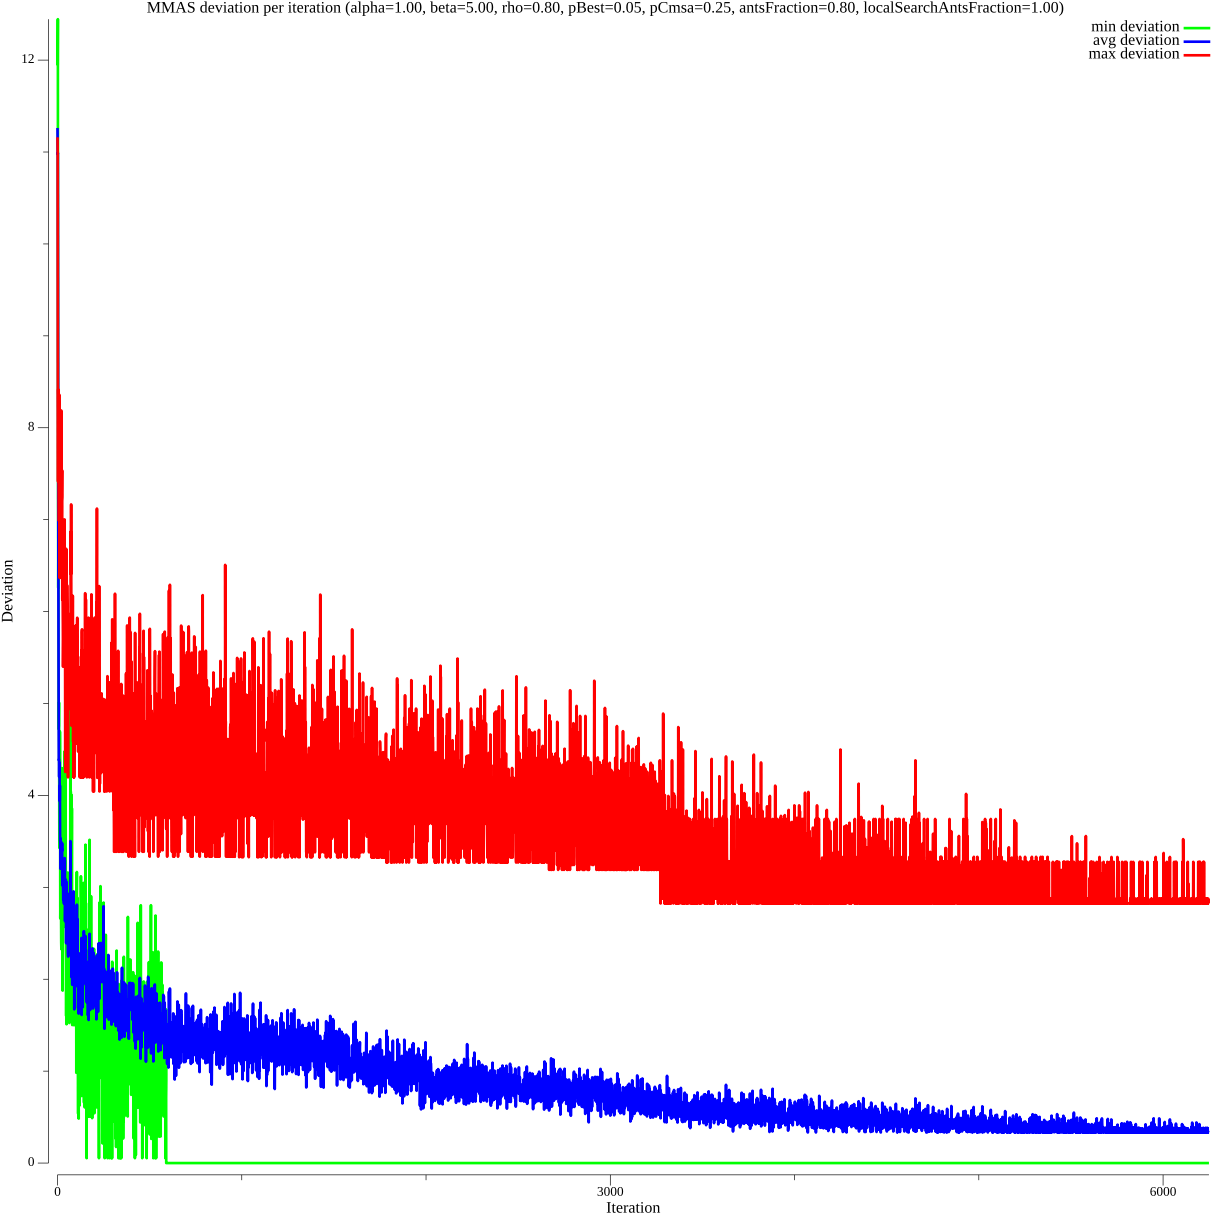 MMAS deviation per iteration (alpha=1.00, beta=5.00, rho=0.80, pBest=0.05, pCmsa=0.25, antsFraction=0.80, localSearchAntsFraction=1.00)
min deviation
avg deviation
max deviation
12
8
4
0
Deviation
0
3000
6000
Iteration